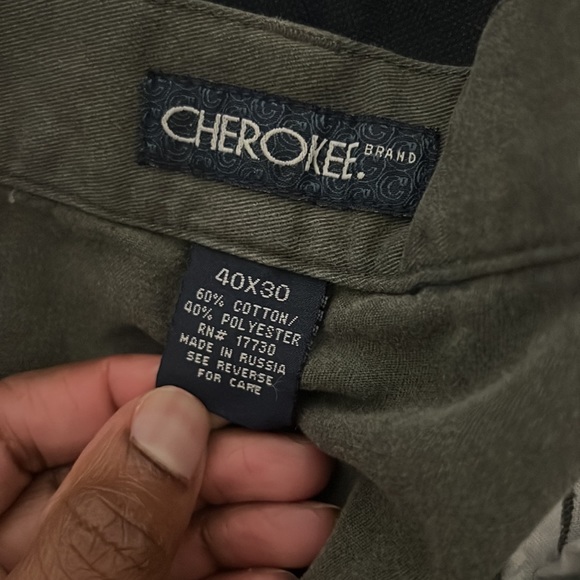 CHEROKEE. BRAND
40X30
60% COTTON/
40% POLYESTER
RN# 17730
MADE IN RUSSIA
SEE REVERSE
FOR CARE